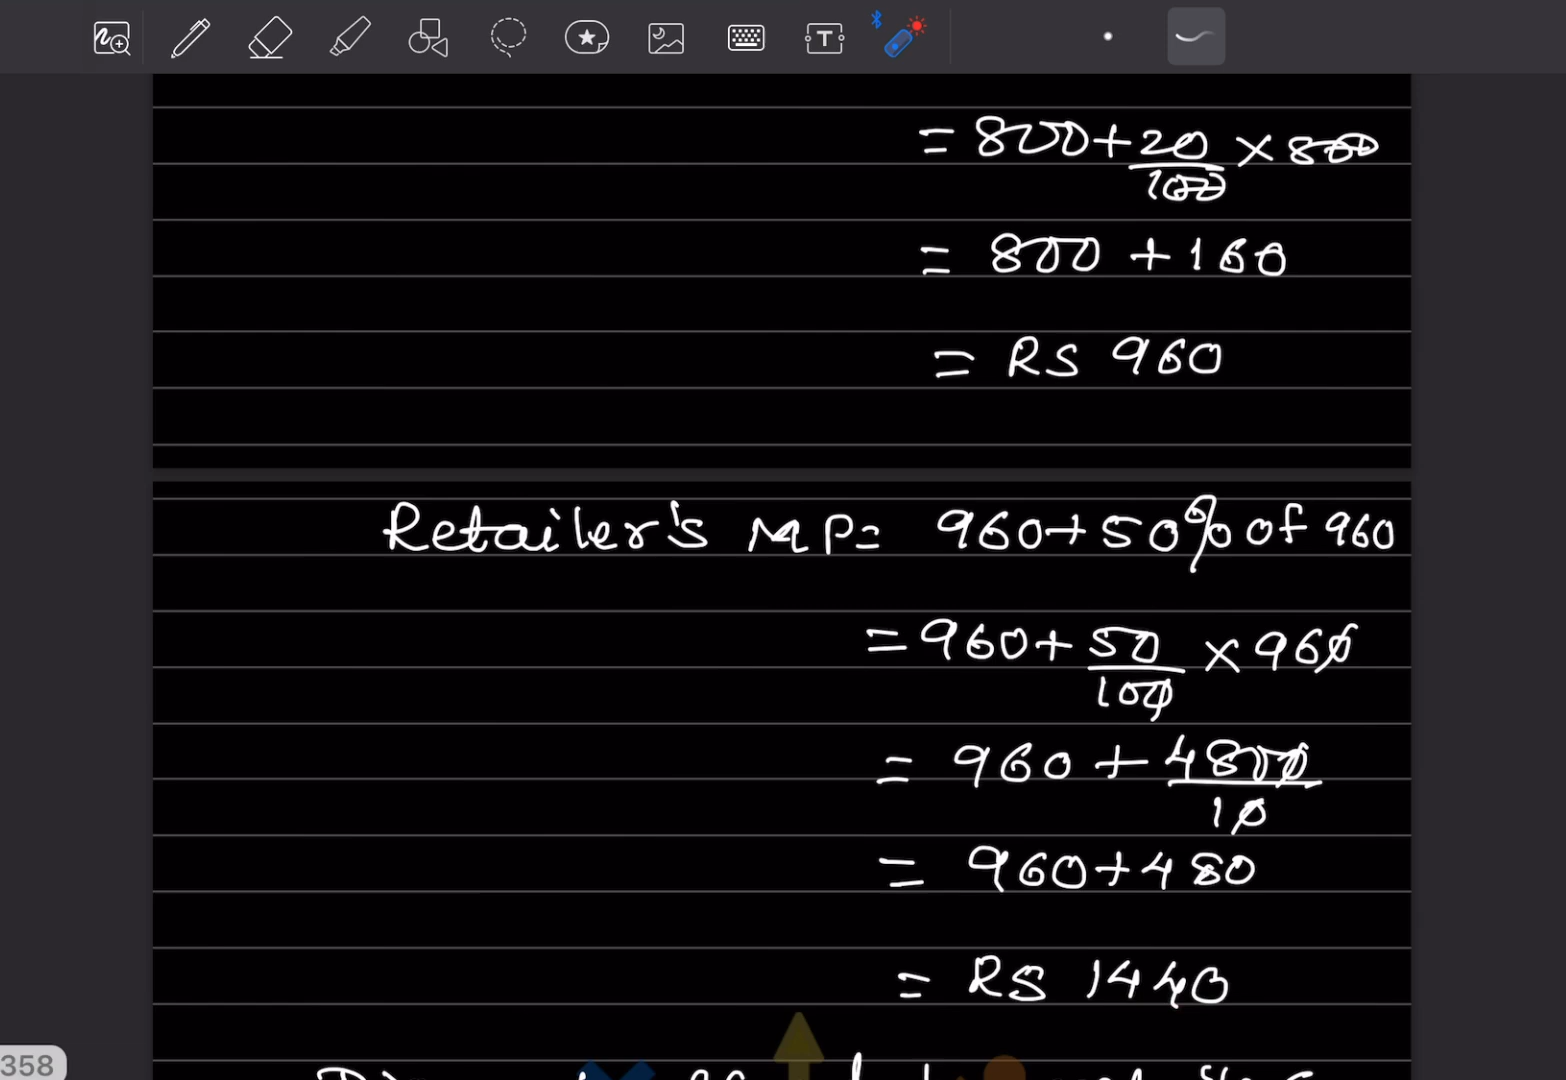 = 800 + 20/100 × 800
= 800 + 160
= RS 960
Retailer's MP= 960+50% of 960
= 960 + 50/100 × 960
= 960 + 4800/10
= 960+480
= RS 1440
358